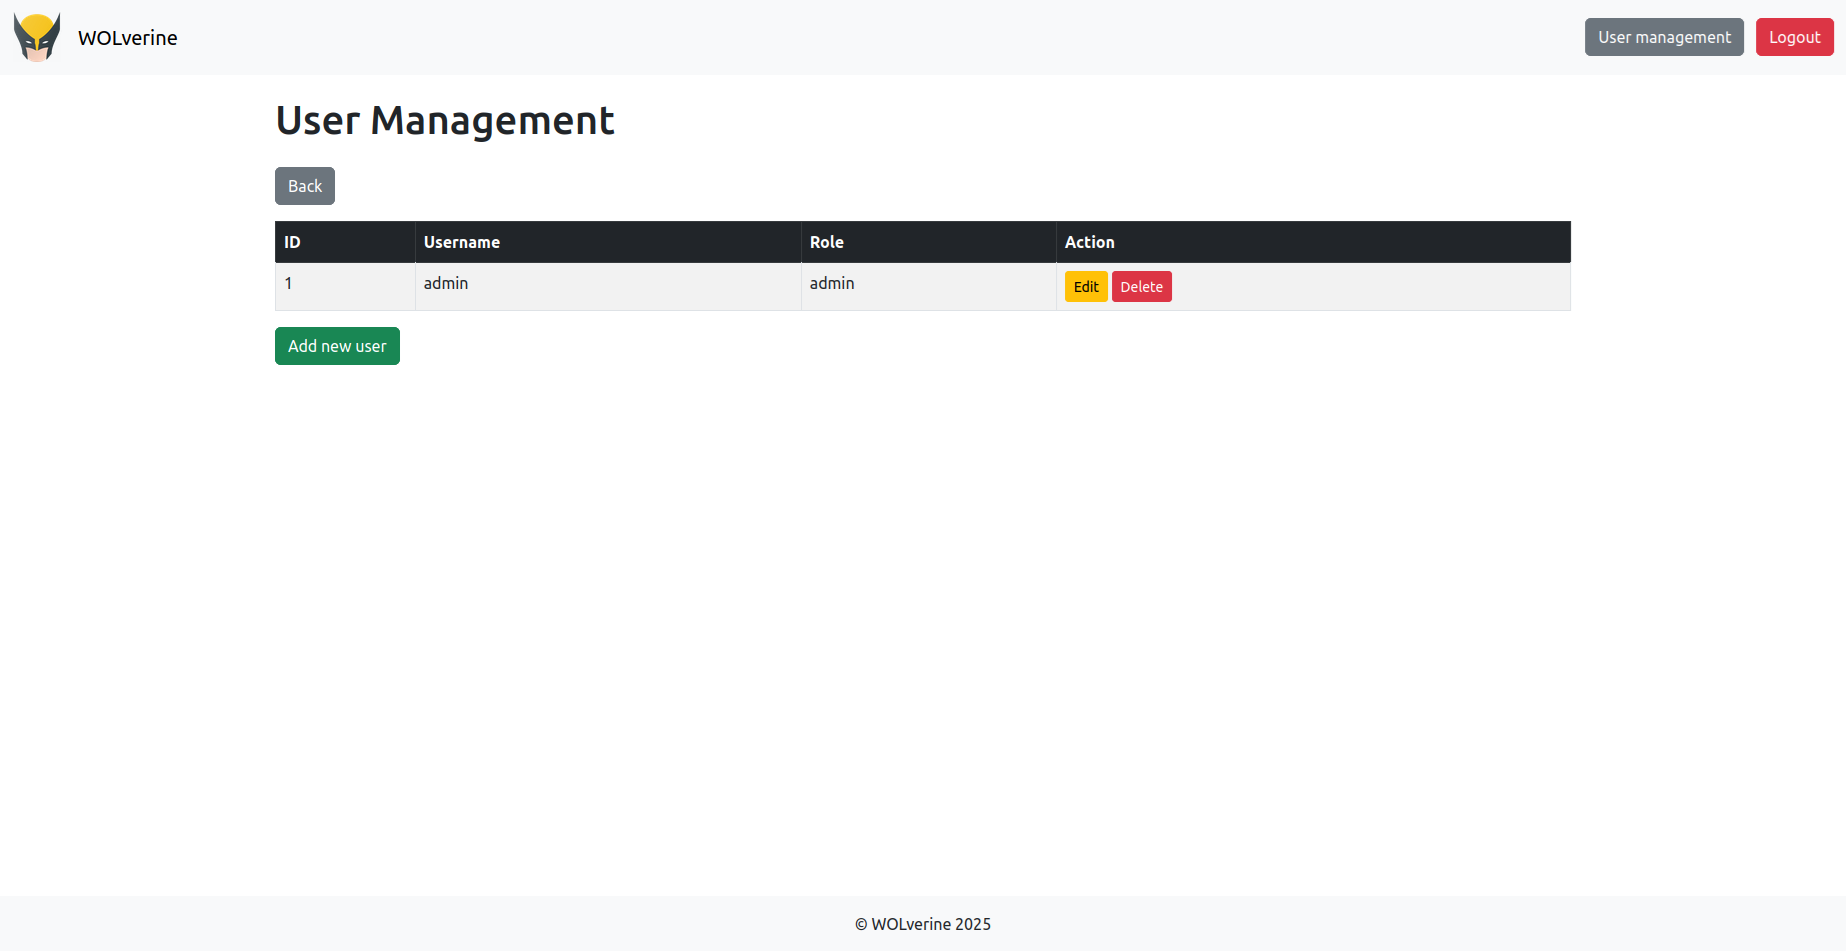 WOLverine
User management
Logout
User Management
Back
ID Username Role Action
1 admin admin Edit Delete
Add new user
© WOLverine 2025